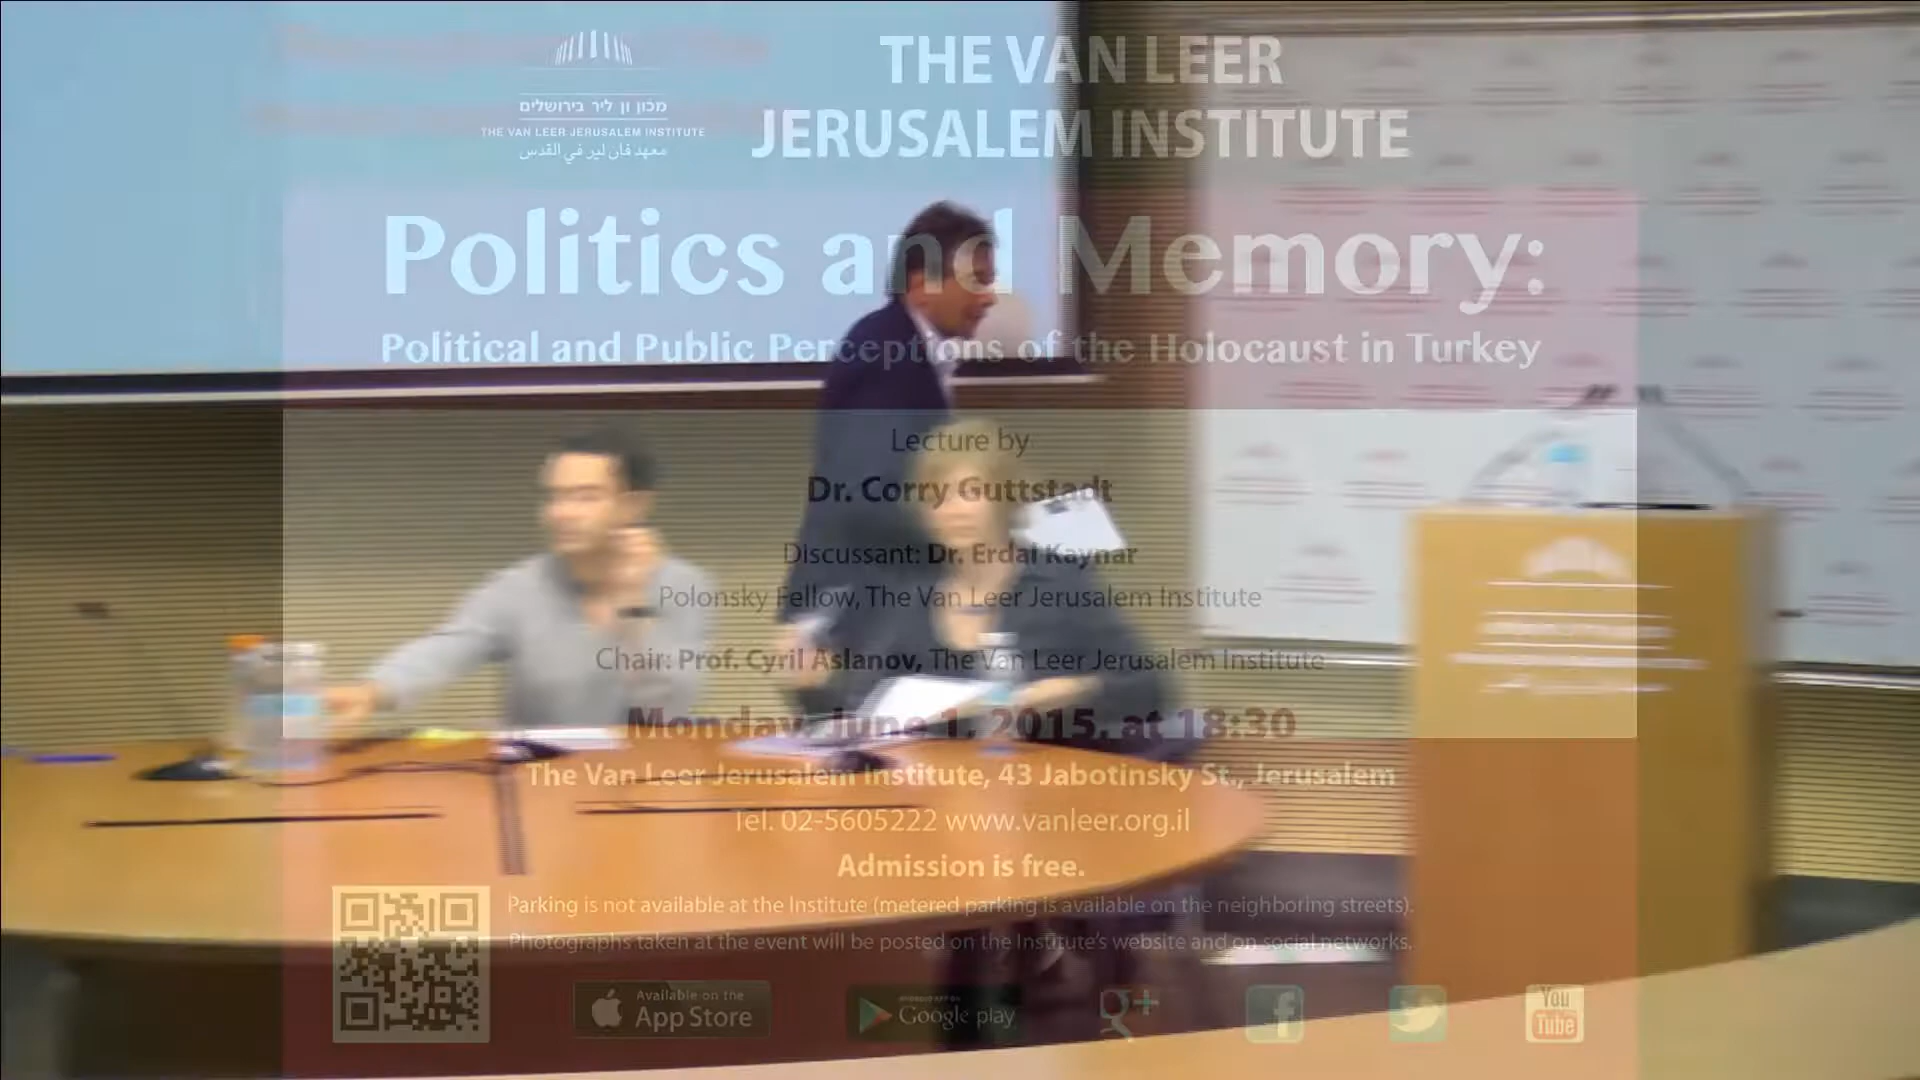 מכון ון ליר בירושלים
THE VAN LEER JERUSALEM INSTITUTE
معهد فان لير في القدس
THE VAN LEER
JERUSALEM INSTITUTE
Politics and Memory:
Political and Public Perceptions of the Holocaust in Turkey
Lecture by
Dr. Corry Guttstadt
Discussant: Dr. Erdal Kaynar
Polonsky Fellow, The Van Leer Jerusalem Institute
Chair: Prof. Cyril Aslanov, The Van Leer Jerusalem Institute
Monday, June 1, 2015, at 18:30
The Van Leer Jerusalem Institute, 43 Jabotinsky St., Jerusalem
Tel. 02-5605222 www.vanleer.org.il
Admission is free.
Parking is not available at the Institute (metered parking is available on the neighboring streets).
Photographs taken at the event will be posted on the Institute's website and on social networks.
Available on the
App Store
Google play
g+
f
You
Tube